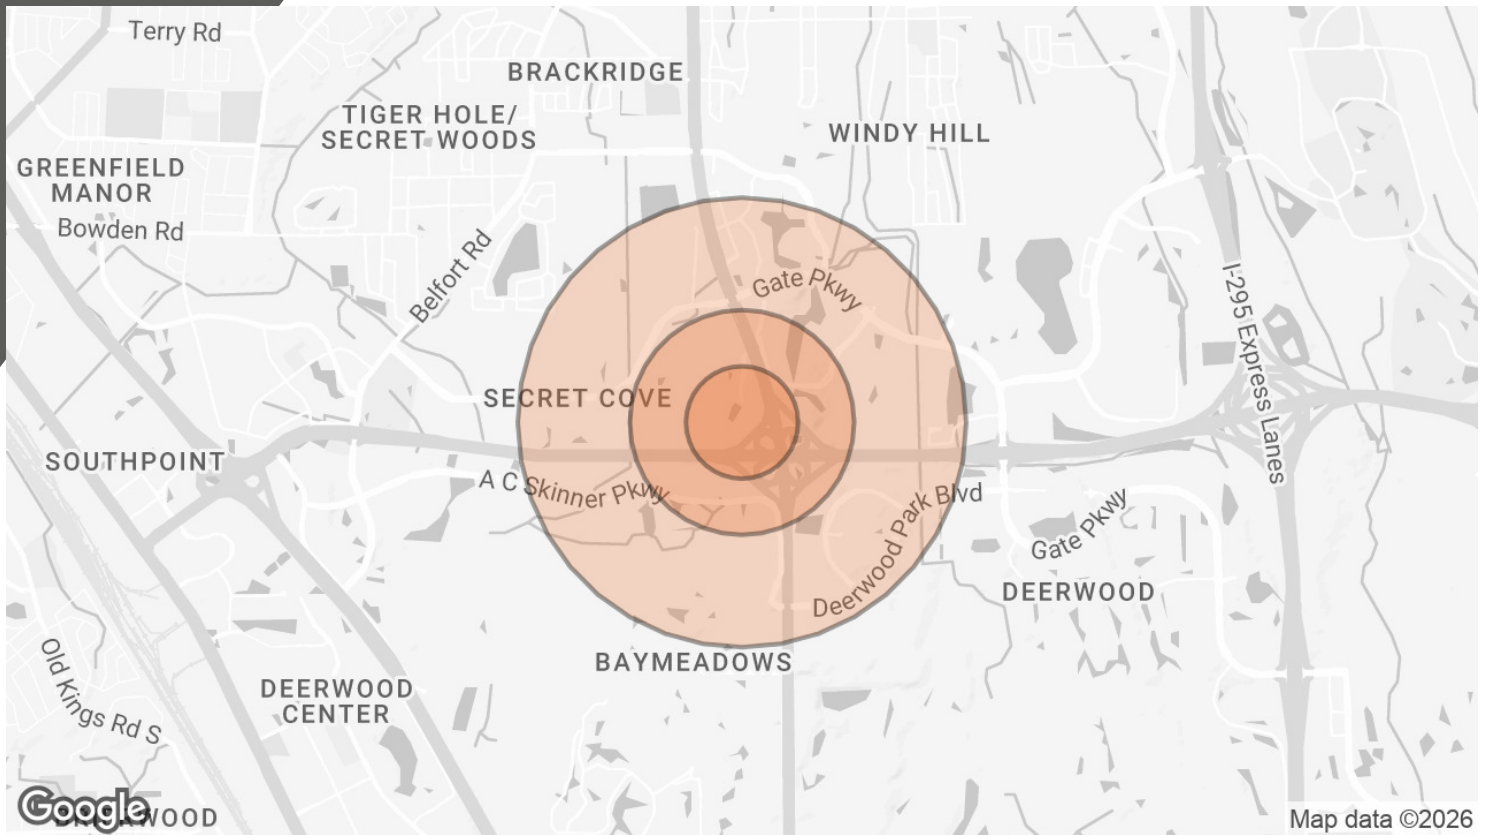 Terry Rd
BRACKRIDGE
TIGER HOLE/
SECRET WOODS
WINDY HILL
GREENFIELD
MANOR
Bowden Rd
Belfort Rd
Gate Pkwy
I-295 Express Lanes
SECRET COVE
SOUTHPOINT
A C Skinner Pkwy
Deerwood Park Blvd
Gate Pkwy
DEERWOOD
BAYMEADOWS
Old Kings Rd S
DEERWOOD
CENTER
Google
WOOD
Map data ©2026